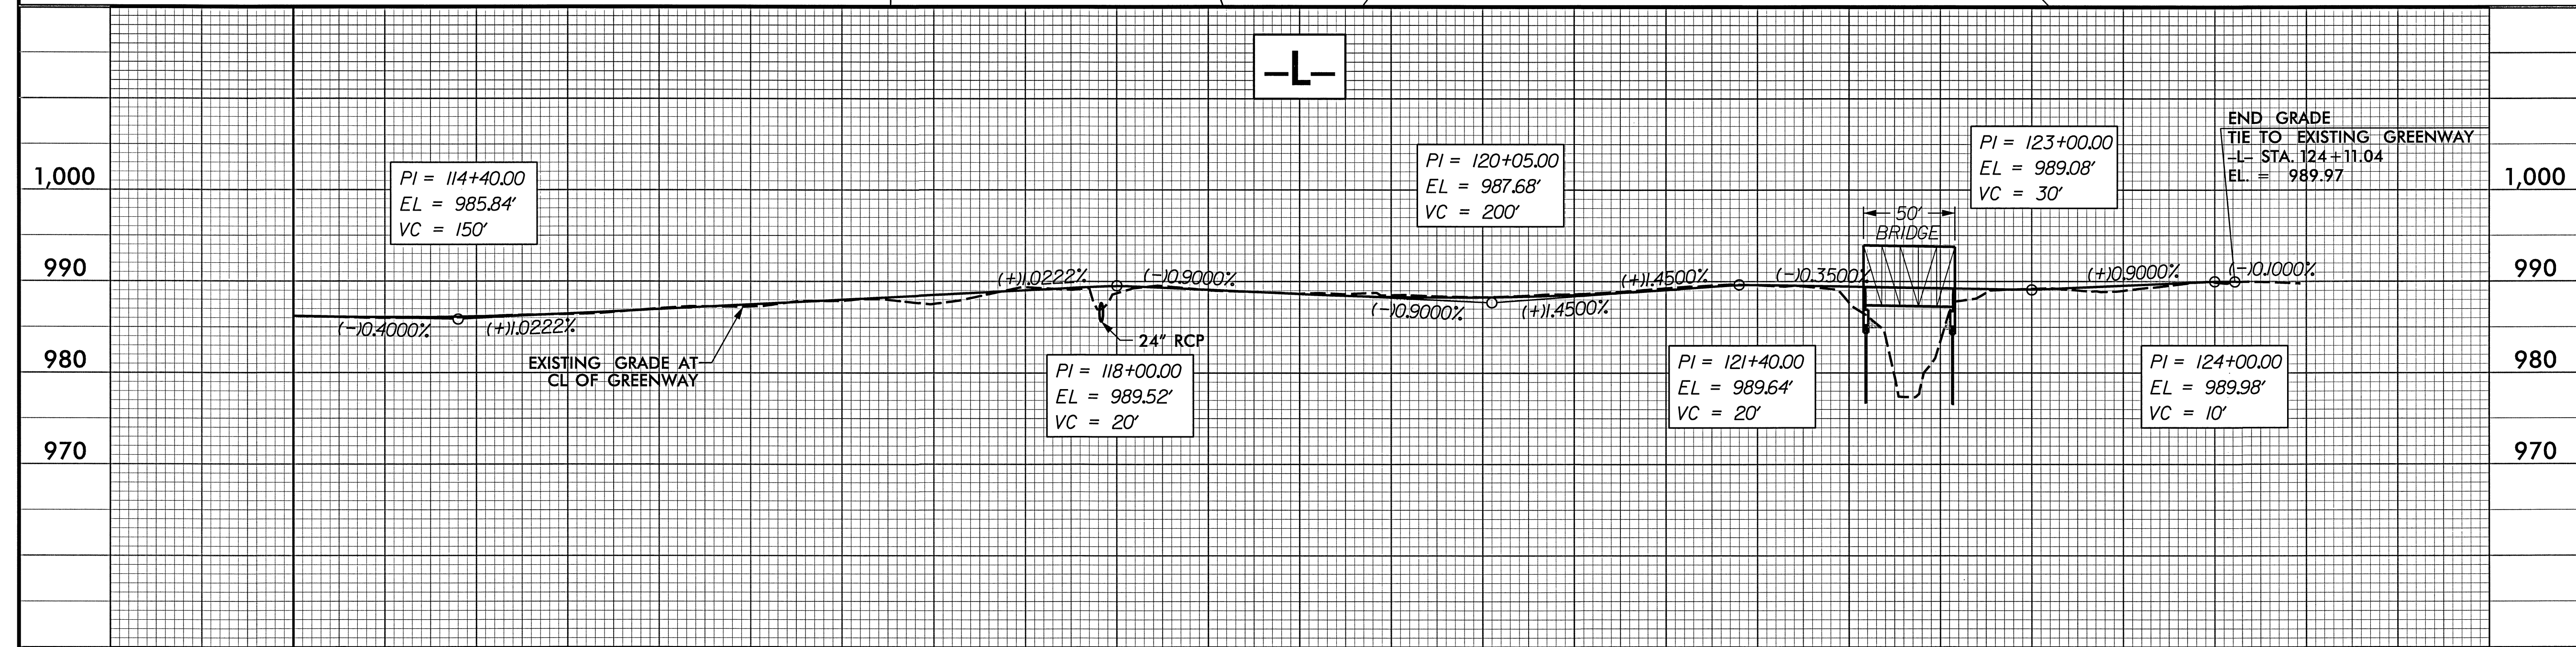 –L–
1,000
990
980
970
PI = 114+40.00
EL = 985.84'
VC = 150'
(-)0.4000%
(+)1.0222%
EXISTING GRADE AT
CL OF GREENWAY
(+)1.0222%
(-)0.9000%
24" RCP
PI = 118+00.00
EL = 989.52'
VC = 20'
PI = 120+05.00
EL = 987.68'
VC = 200'
(-)0.9000%
(+)1.4500%
(+)1.4500%
(-)0.3500%
PI = 121+40.00
EL = 989.64'
VC = 20'
50'
BRIDGE
PI = 123+00.00
EL = 989.08'
VC = 30'
(+)0.9000%
(-)0.1000%
PI = 124+00.00
EL = 989.98'
VC = 10'
END GRADE
TIE TO EXISTING GREENWAY
–L– STA. 124+11.04
EL. = 989.97
1,000
990
980
970